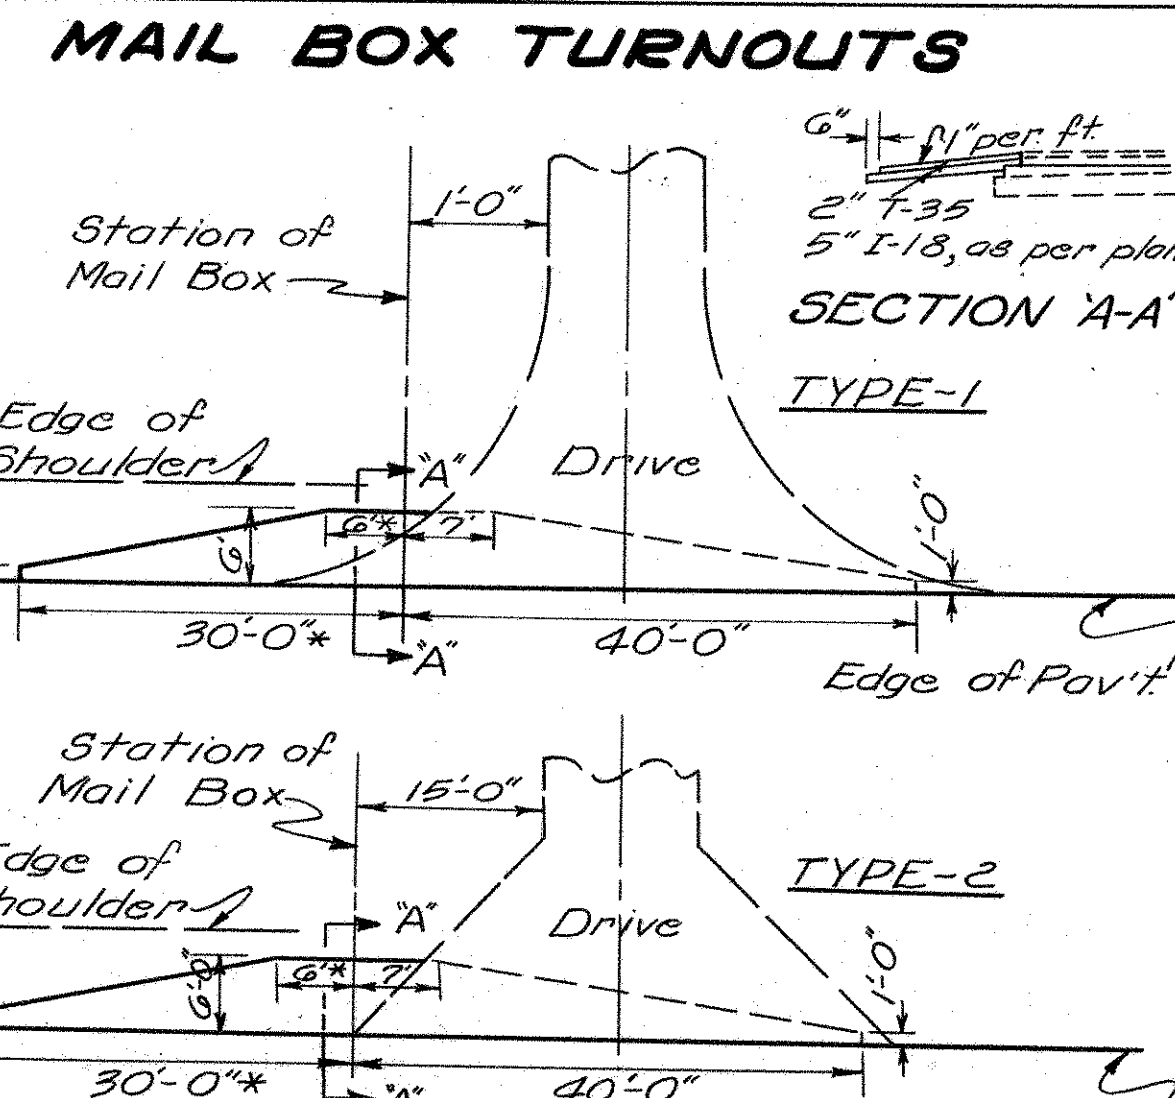 MAIL BOX TURNOUTS
6"
1" per ft.
2" T-35
5" I-18, as per plan
SECTION "A-A"
1'-0"
Station of
Mail Box
TYPE-1
Edge of
Shoulder
"A"
Drive
6'*
7'
6'
1'-0"
30'-0"*
40'-0"
"A"
Edge of Pav't.
Station of
Mail Box
15'-0"
TYPE-2
Edge of
Shoulder
"A"
Drive
6'*
7'
6'-0"
1'-0"
30'-0"*
40'-0"
"A"